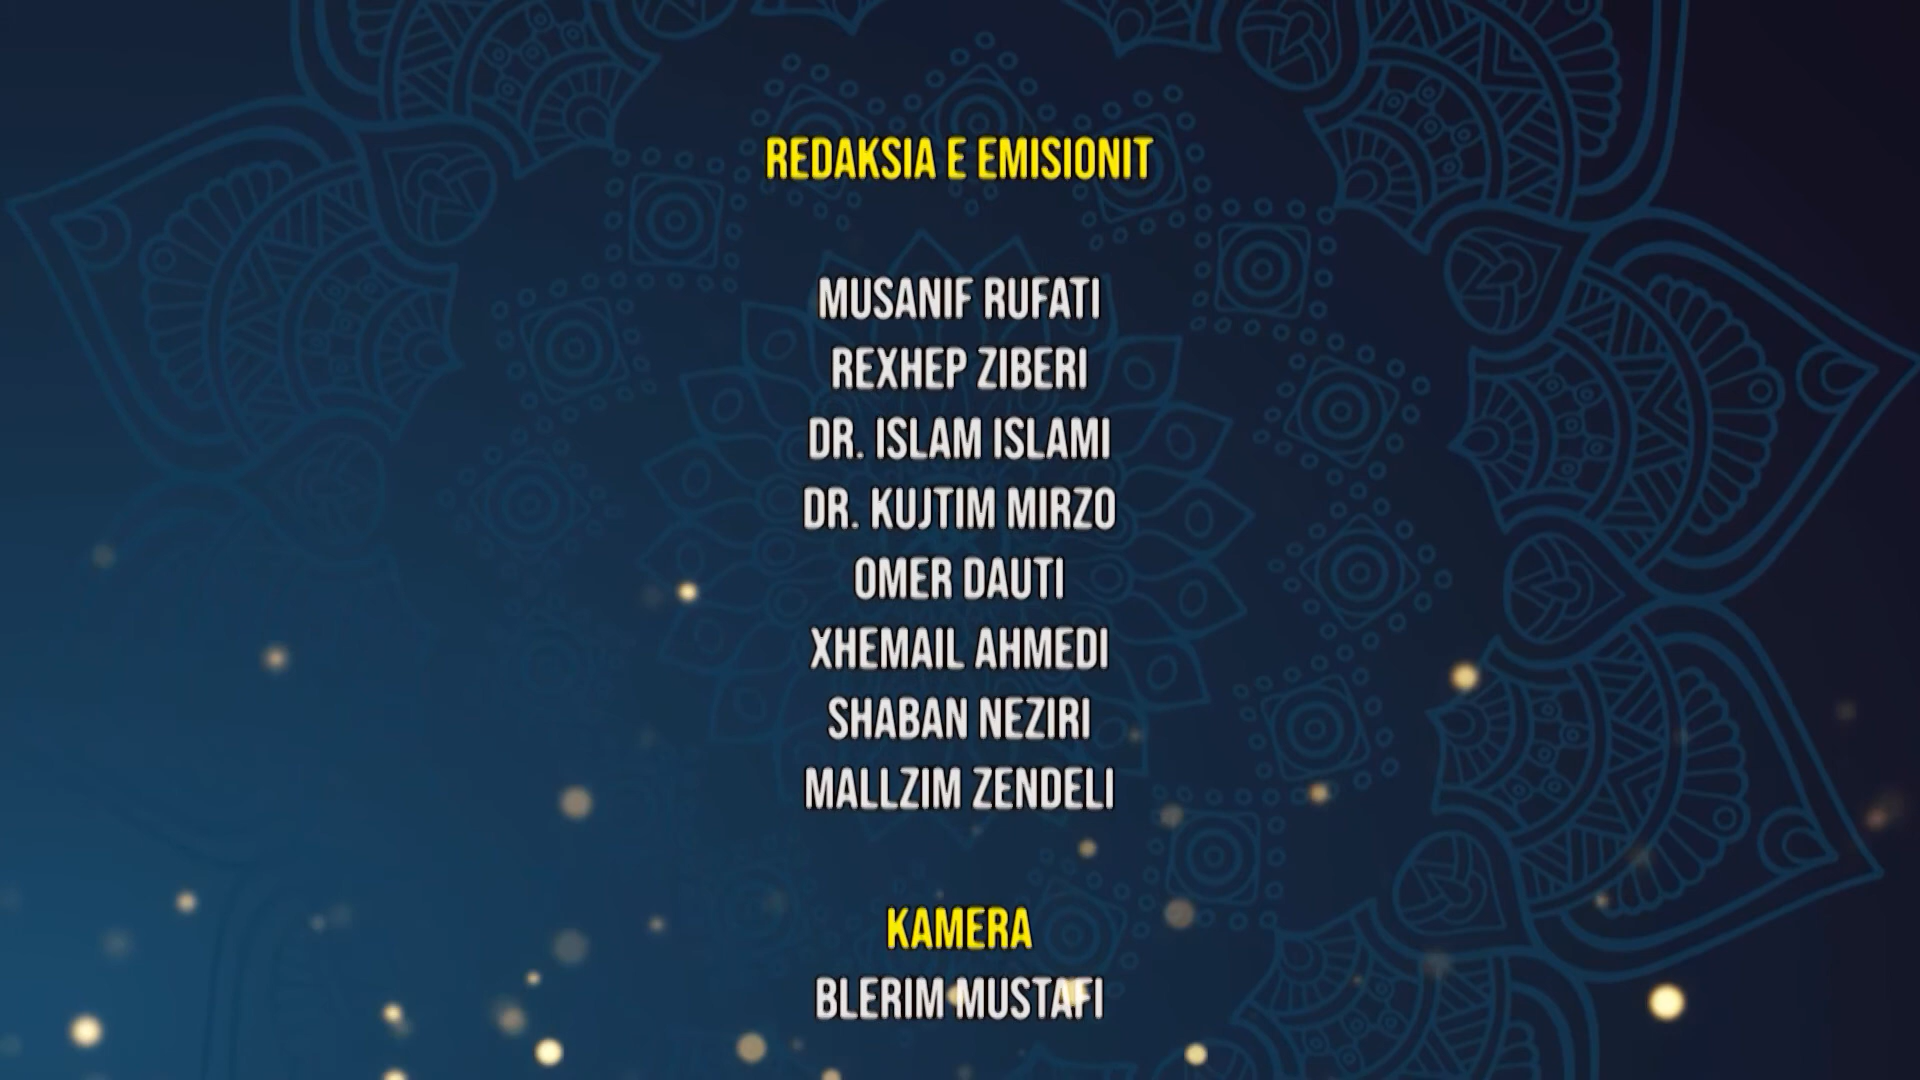 REDAKSIA E EMISIONIT
MUSANIF RUFATI
REXHEP ZIBERI
DR. ISLAM ISLAMI
DR. KUJTIM MIRZO
OMER DAUTI
XHEMAIL AHMEDI
SHABAN NEZIRI
MALLZIM ZENDELI
KAMERA
BLERIM MUSTAFI